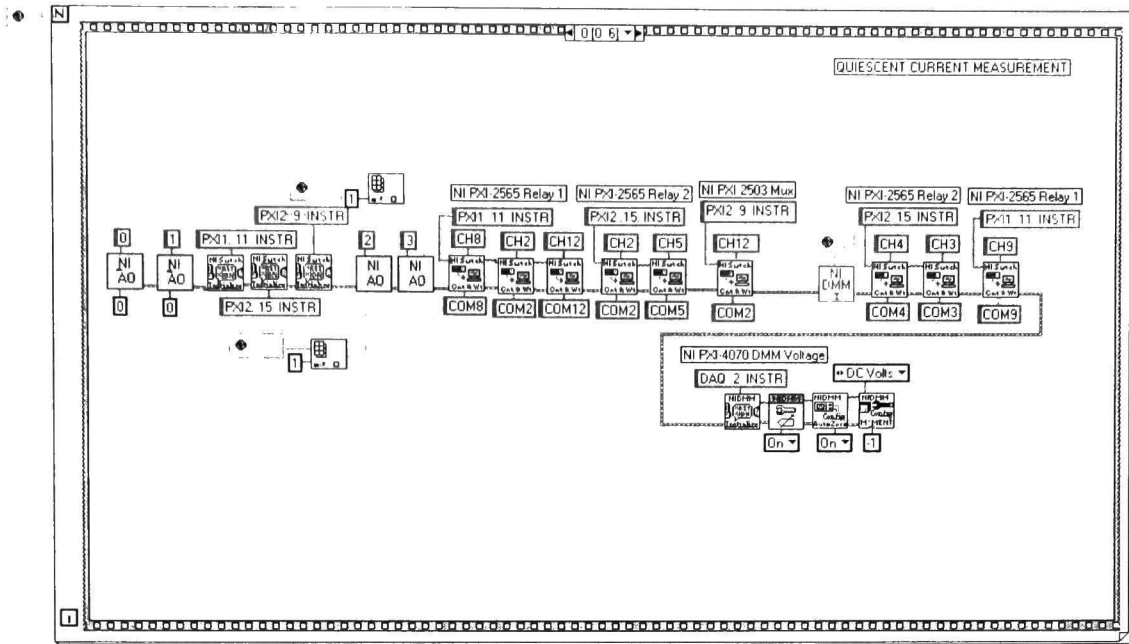 N
0 [0..6]
QUIESCENT CURRENT MEASUREMENT
1
NI PXI-2565 Relay 1
NI PXI-2565 Relay 2
NI PXI 2503 Mux
NI PXI-2565 Relay 2
NI PXI-2565 Relay 1
PXI2 9 INSTR
PXI1 11 INSTR
PXI2 15 INSTR
PXI2 9 INSTR
PXI2 15 INSTR
PXI1 11 INSTR
0
1
PXI1 11 INSTR
2
3
CH8
CH2
CH12
CH2
CH5
CH12
CH4
CH3
CH9
NI AO
NI AO
NI AO
NI AO
NI DMM
0
0
PXI2 15 INSTR
COM8
COM2
COM12
COM2
COM5
COM2
COM4
COM3
COM9
1
NI PXI-4070 DMM Voltage
DC Volts
DAQ 2 INSTR
NIDMM
NIDMM
NIDMM
NIDMM
On
On
-1
i